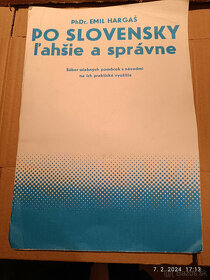 PhDr. EMIL HARGAŠ
PO SLOVENSKY
ľahšie a správne
Súbor učebných pomôcok s návodmi
na ich praktické využitie
7. 2. 2024 17:13